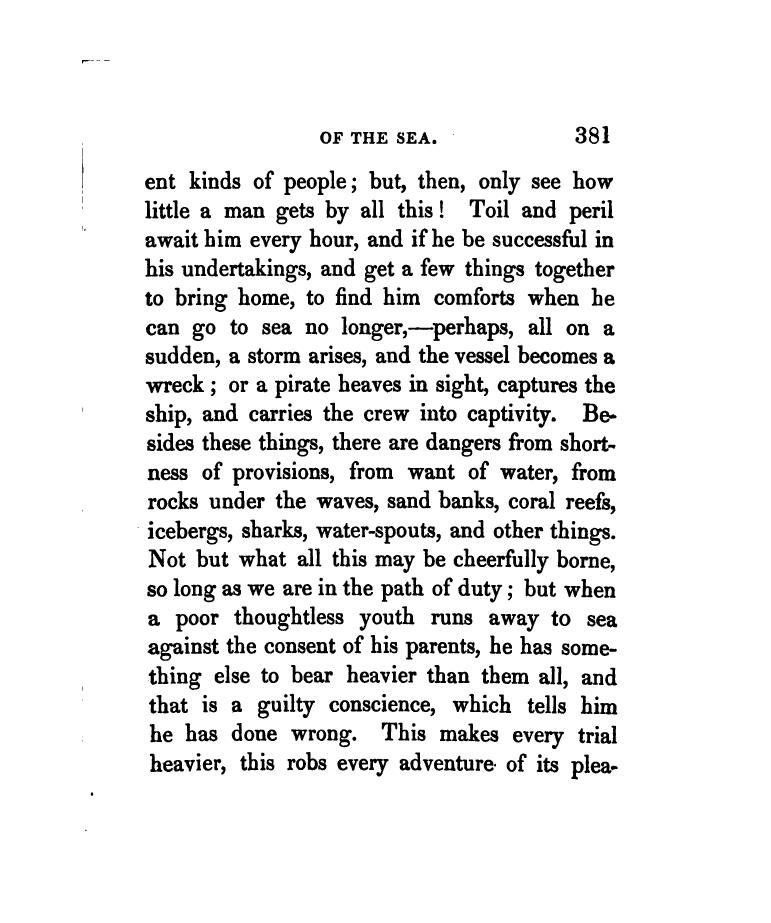 OF THE SEA. 381
ent kinds of people; but, then, only see how
little a man gets by all this! Toil and peril
await him every hour, and if he be successful in
his undertakings, and get a few things together
to bring home, to find him comforts when he
can go to sea no longer,—perhaps, all on a
sudden, a storm arises, and the vessel becomes a
wreck; or a pirate heaves in sight, captures the
ship, and carries the crew into captivity. Be-
sides these things, there are dangers from short-
ness of provisions, from want of water, from
rocks under the waves, sand banks, coral reefs,
icebergs, sharks, water-spouts, and other things.
Not but what all this may be cheerfully borne,
so long as we are in the path of duty; but when
a poor thoughtless youth runs away to sea
against the consent of his parents, he has some-
thing else to bear heavier than them all, and
that is a guilty conscience, which tells him
he has done wrong. This makes every trial
heavier, this robs every adventure of its plea-